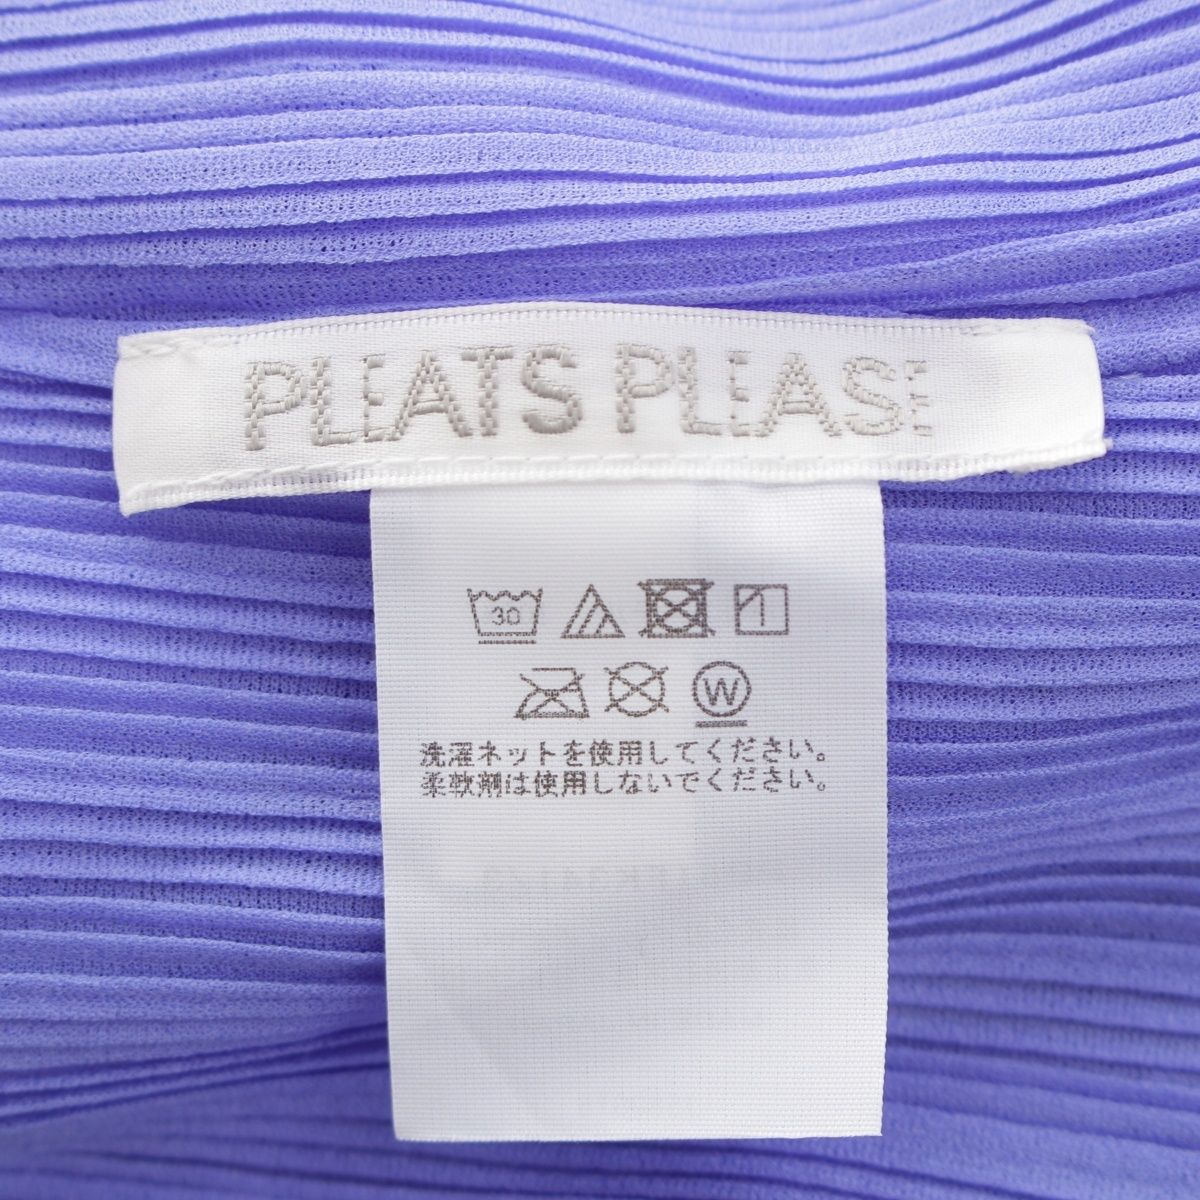 PLEATS PLEASE
30
W
洗濯ネットを使用してください。
柔軟剤は使用しないでください。